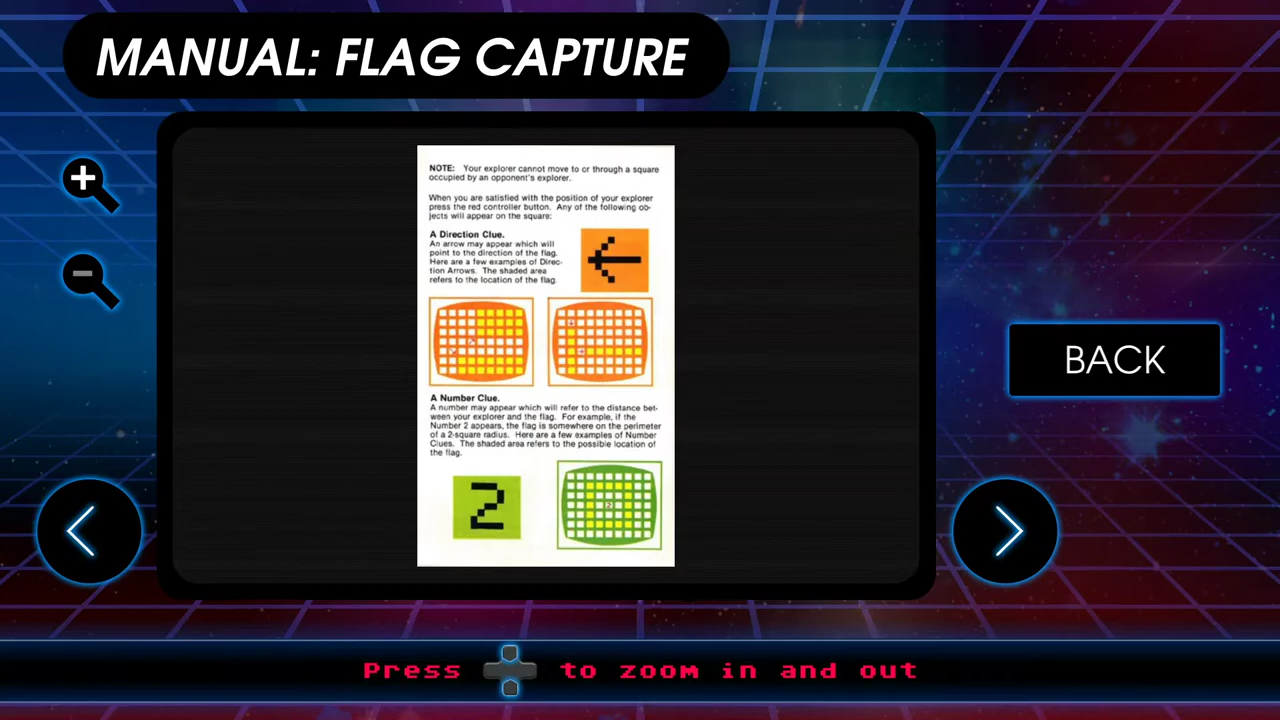 MANUAL: FLAG CAPTURE
NOTE: Your explorer cannot move to or through a square
occupied by an opponent's explorer.
When you are satisfied with the position of your explorer
press the red controller button. Any of the following ob-
jects will appear on the square:
A Direction Clue.
An arrow may appear which will
point to the direction of the flag.
Here are a few examples of Direc-
tion Arrows. The shaded area
refers to the location of the flag.
A Number Clue.
A number may appear which will refer to the distance bet-
ween your explorer and the flag. For example, if the
Number 2 appears, the flag is somewhere on the perimeter
of a 2-square radius. Here are a few examples of Number
Clues. The shaded area refers to the possible location of
the flag.
2
2
BACK
Press to zoom in and out